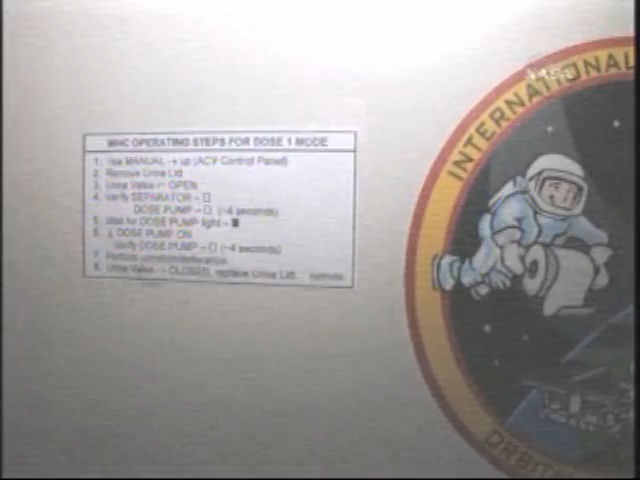 WHC OPERATING STEPS FOR DOSE 1 MODE
1. Use MANUAL → up (ACY Control Panel)
2. Remove Urine Lid
3. Urine Valve → OPEN
4. Verify SEPARATOR - []
DOSE PUMP - [] (~4 seconds)
5. Wait for DOSE PUMP light - ■
6. ↓ DOSE PUMP ON
Verify DOSE PUMP - [] (~4 seconds)
7. Perform urination/defecation
8. Urine Valve → CLOSED, replace Urine Lid.
INTERNATIONAL
NASA
ORBIT